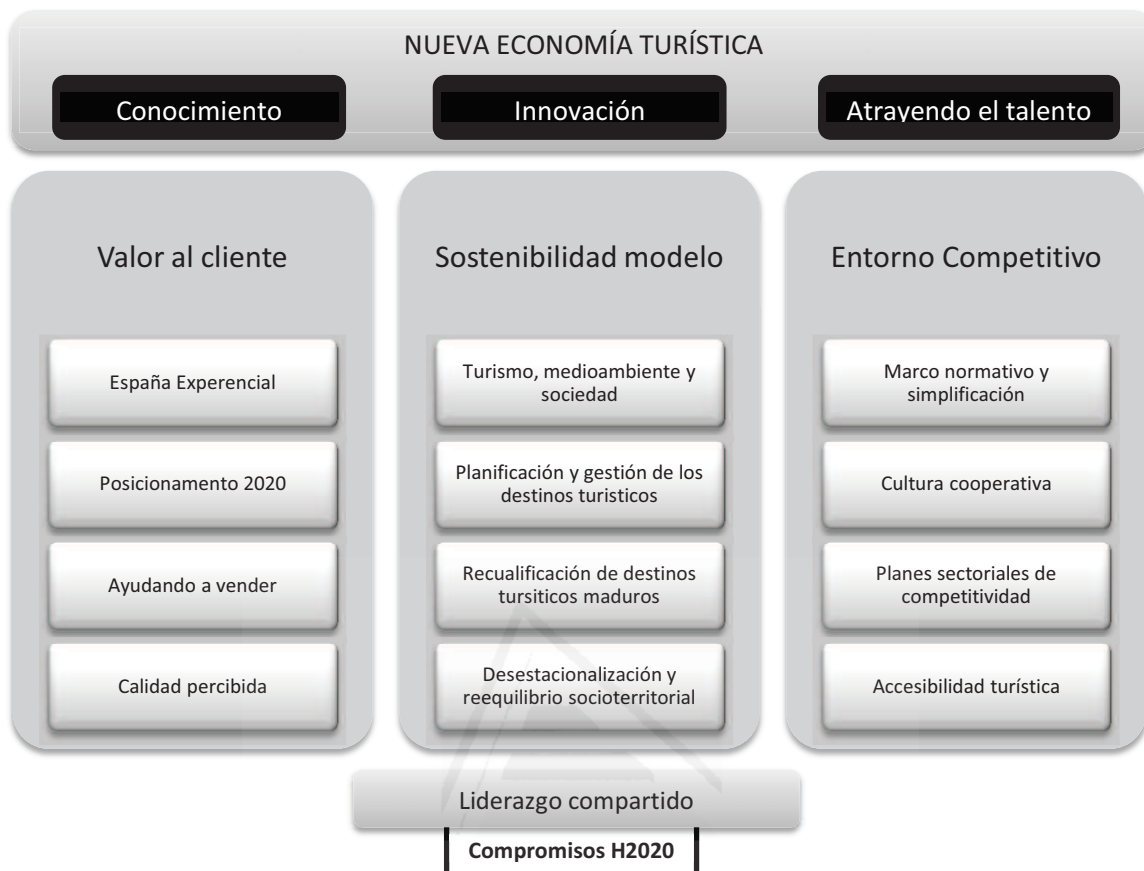 NUEVA ECONOMÍA TURÍSTICA
Conocimiento
Innovación
Atrayendo el talento
Valor al cliente
España Experencial
Posicionamento 2020
Ayudando a vender
Calidad percibida
Sostenibilidad modelo
Turismo, medioambiente y
sociedad
Planificación y gestión de los
destinos turisticos
Recualificación de destinos
tursiticos maduros
Desestacionalización y
reequilibrio socioterritorial
Entorno Competitivo
Marco normativo y
simplificación
Cultura cooperativa
Planes sectoriales de
competitividad
Accesibilidad turística
Liderazgo compartido
Compromisos H2020